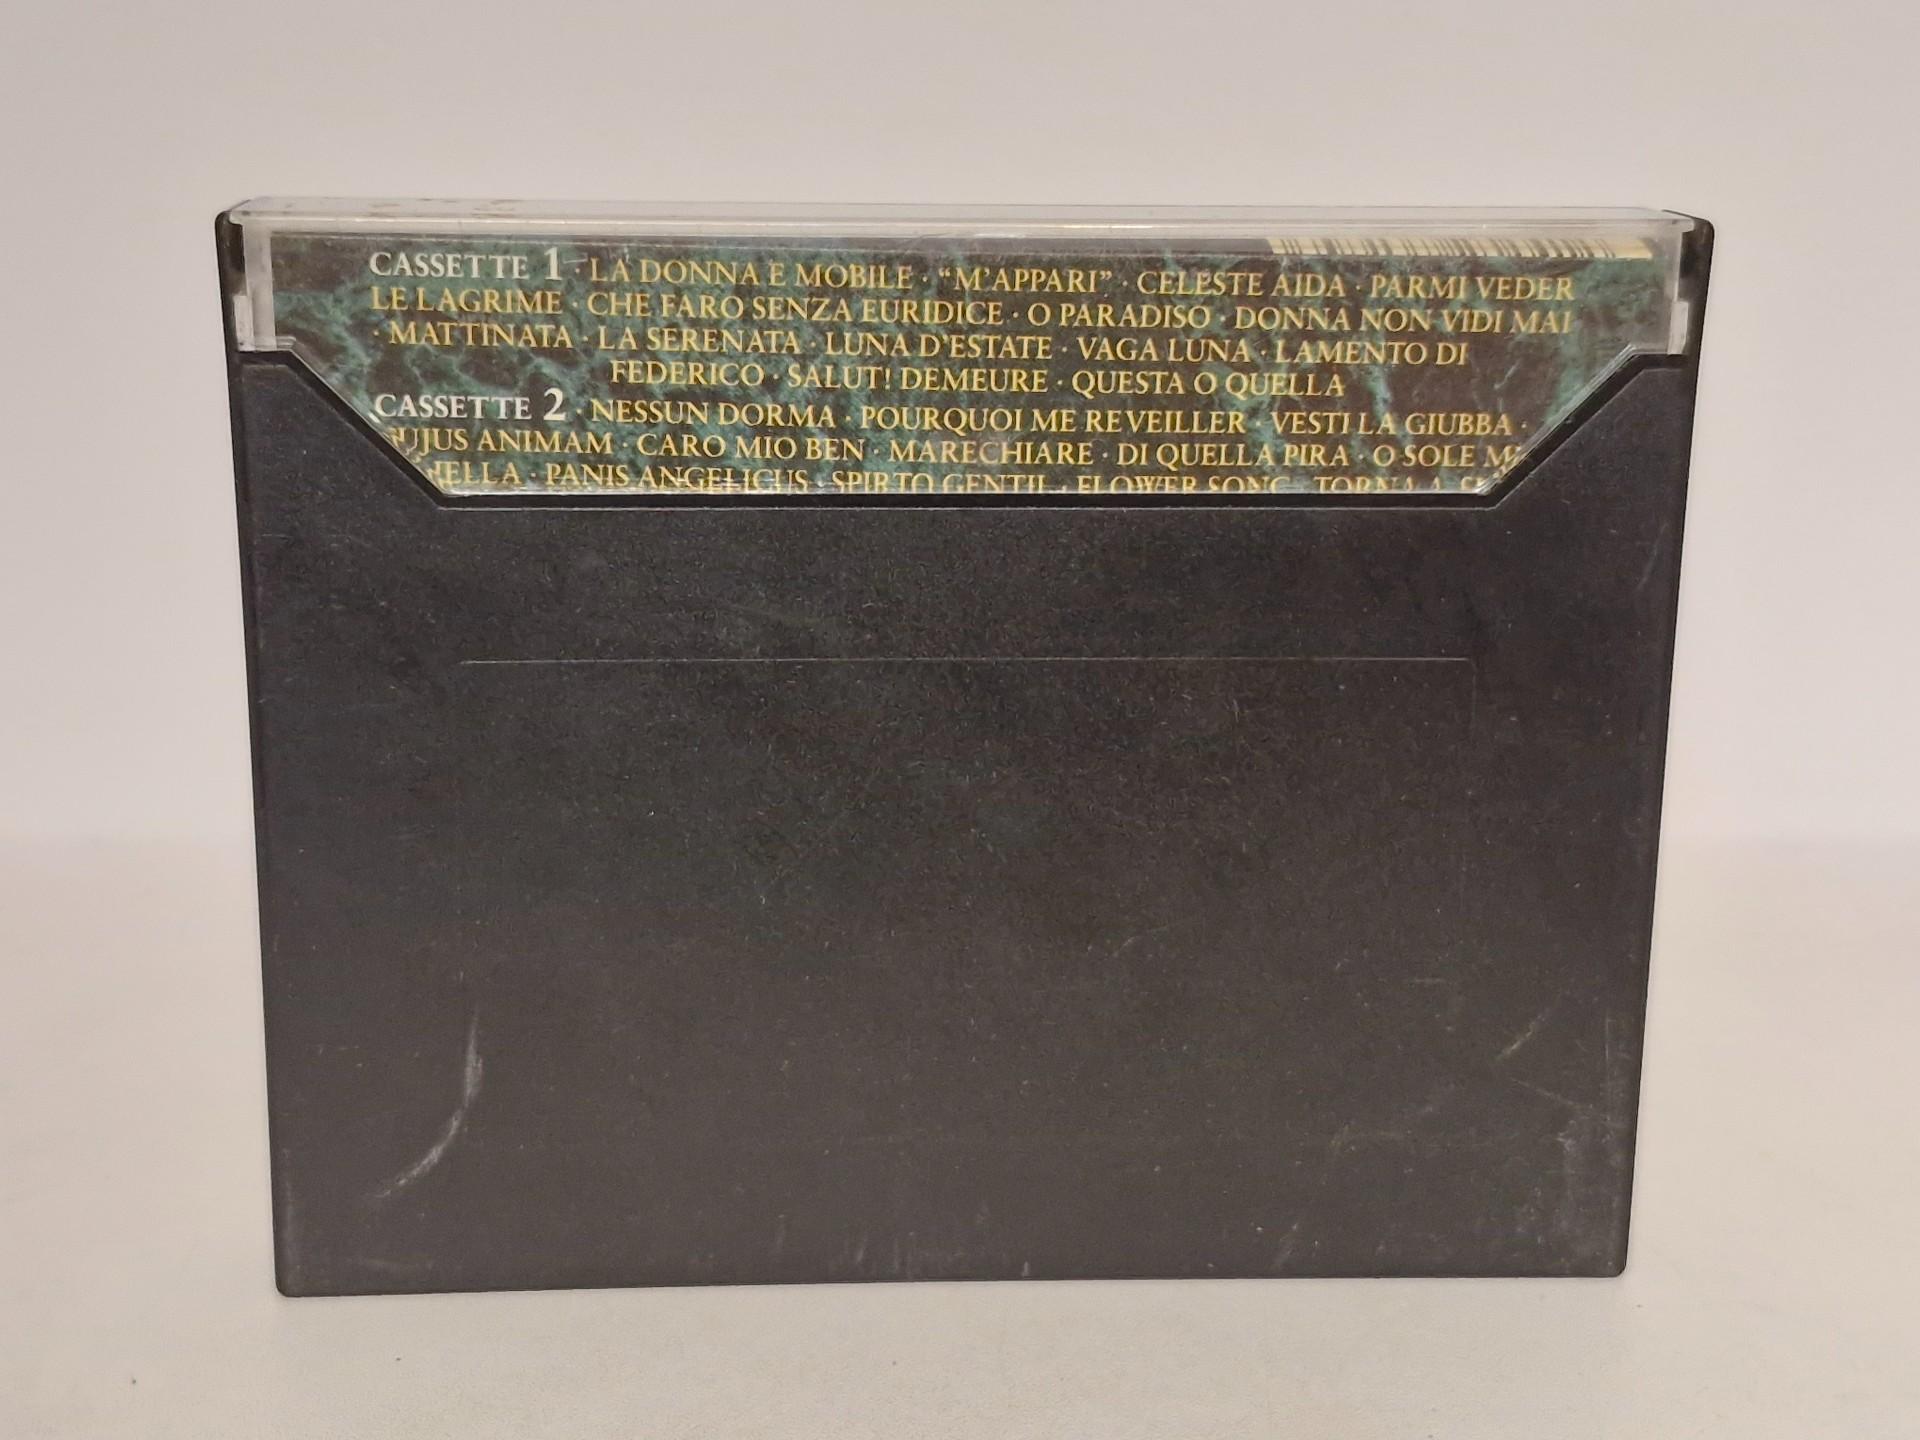 CASSETTE 1 · LA DONNA E MOBILE · “M'APPARI” · CELESTE AIDA · PARMI VEDER
LE LAGRIME · CHE FARO SENZA EURIDICE · O PARADISO · DONNA NON VIDI MAI
· MATTINATA · LA SERENATA · LUNA D'ESTATE · VAGA LUNA · LAMENTO DI
FEDERICO · SALUT! DEMEURE · QUESTA O QUELLA
CASSETTE 2 · NESSUN DORMA · POURQUOI ME REVEILLER · VESTI LA GIUBBA ·
CUJUS ANIMAM · CARO MIO BEN · MARECHIARE · DI QUELLA PIRA · O SOLE
· PANIS ANGELICUS · SPIRTO GENTIL · FLOWER SONG · TORNA A